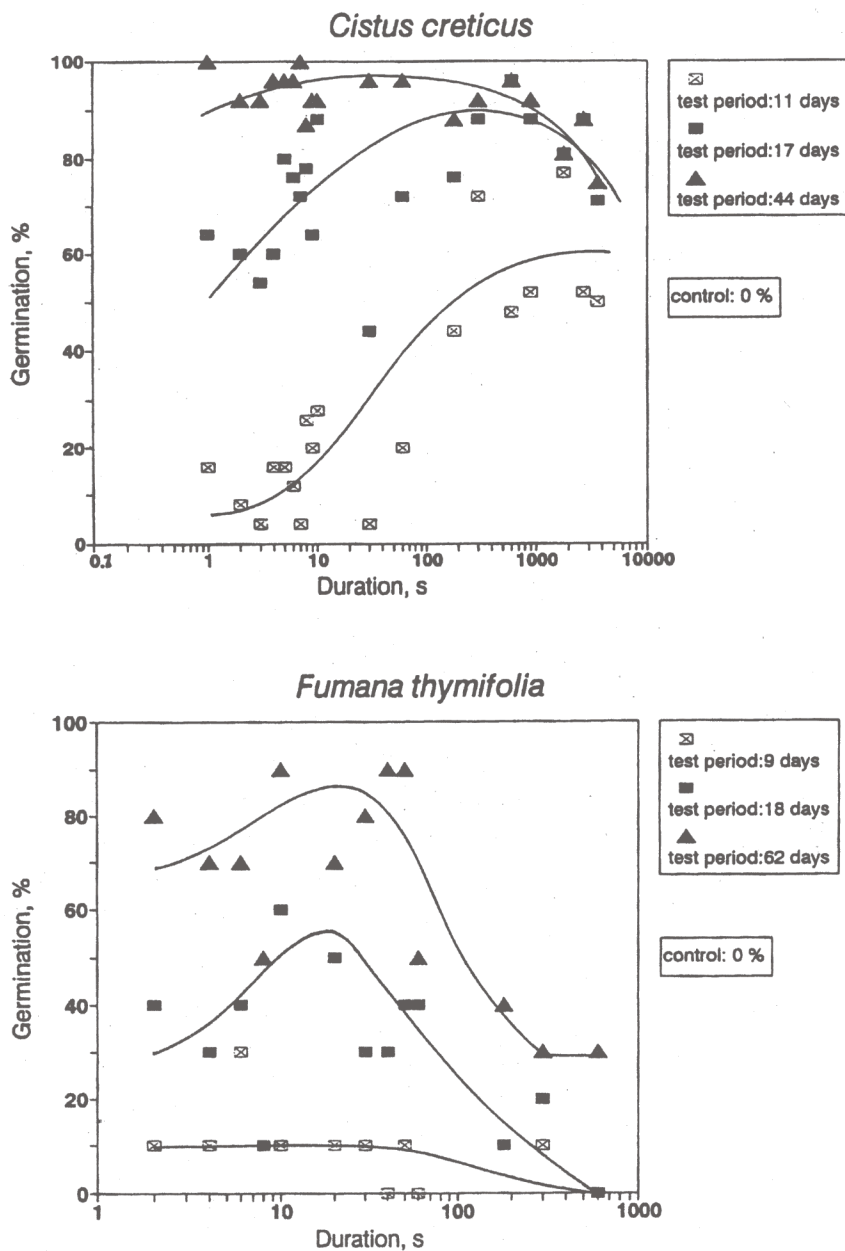 Cistus creticus
100
80
60
40
20
0
Germination, %
0.1 1 10 100 1000 10000
Duration, s
test period:11 days
test period:17 days
test period:44 days
control: 0 %
Fumana thymifolia
100
80
60
40
20
0
Germination, %
1 10 100 1000
Duration, s
test period:9 days
test period:18 days
test period:62 days
control: 0 %